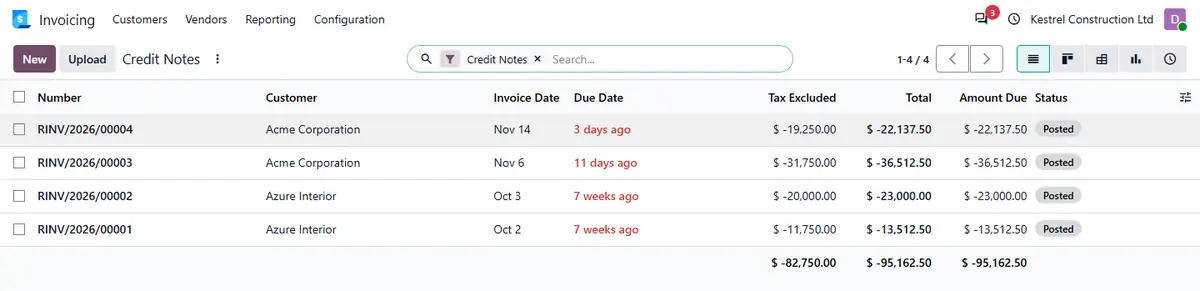 Invoicing Customers Vendors Reporting Configuration 3 Kestrel Construction Ltd D
New Upload Credit Notes Credit Notes × Search... 1-4 / 4
Number Customer Invoice Date Due Date Tax Excluded Total Amount Due Status
RINV/2026/00004 Acme Corporation Nov 14 3 days ago $ -19,250.00 $ -22,137.50 $ -22,137.50 Posted
RINV/2026/00003 Acme Corporation Nov 6 11 days ago $ -31,750.00 $ -36,512.50 $ -36,512.50 Posted
RINV/2026/00002 Azure Interior Oct 3 7 weeks ago $ -20,000.00 $ -23,000.00 $ -23,000.00 Posted
RINV/2026/00001 Azure Interior Oct 2 7 weeks ago $ -11,750.00 $ -13,512.50 $ -13,512.50 Posted
$ -82,750.00 $ -95,162.50 $ -95,162.50